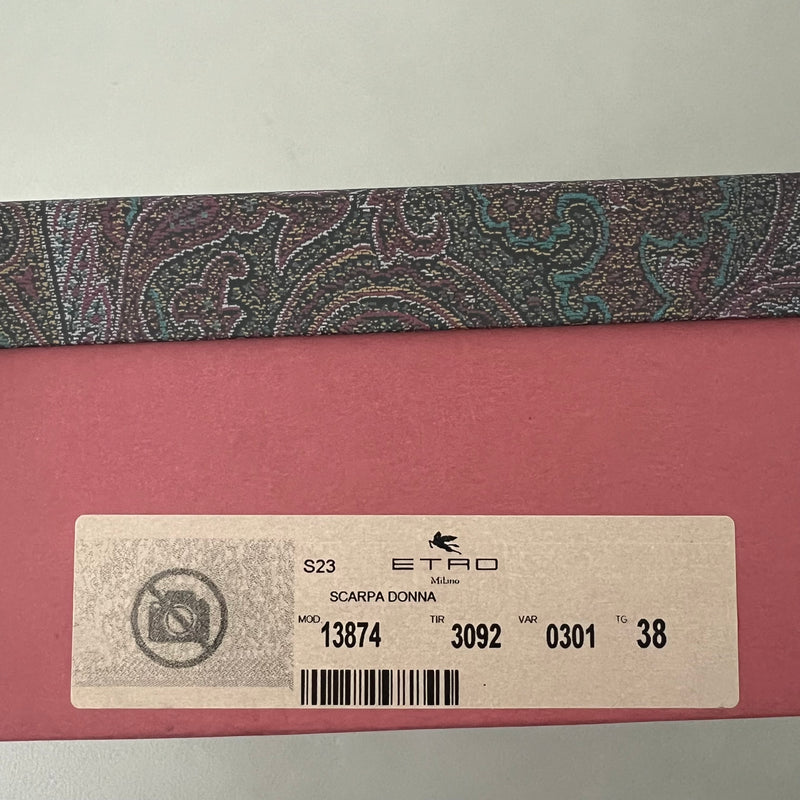 S23 ETRO
Milano
SCARPA DONNA
MOD. 13874 TIR 3092 VAR 0301 TG 38